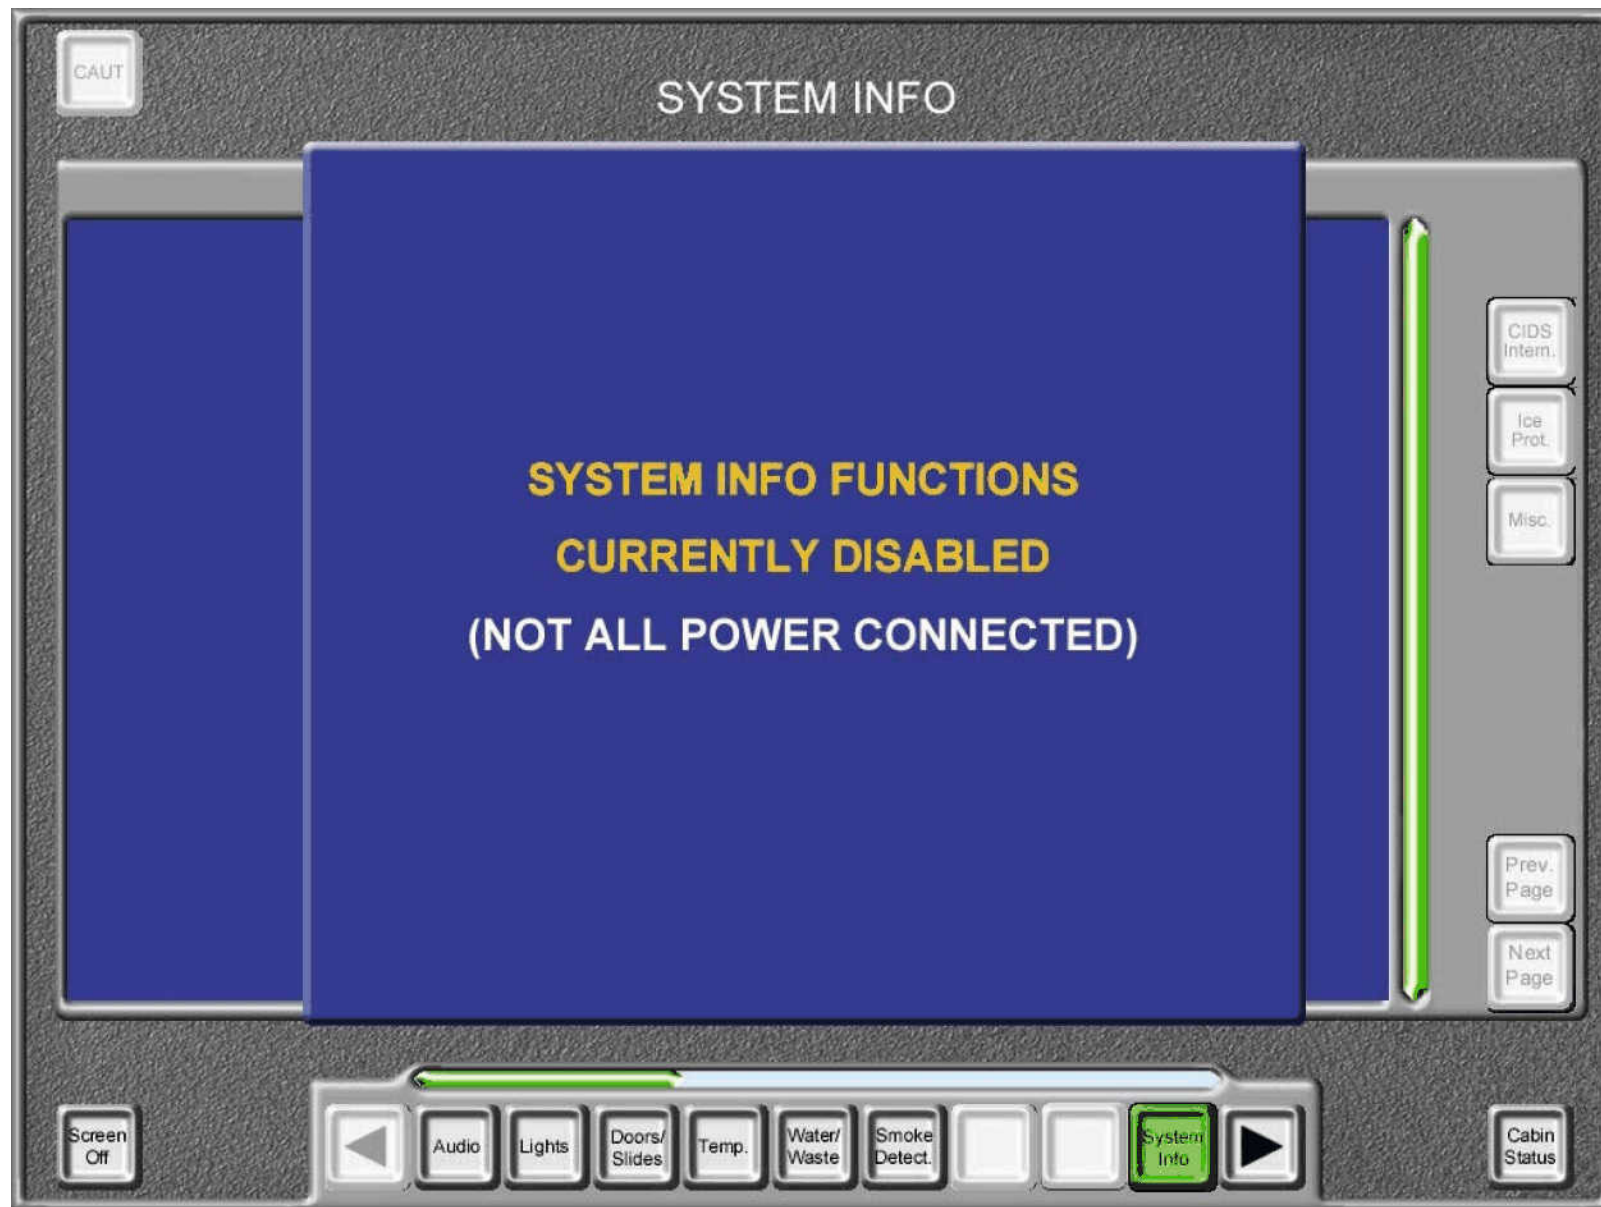 CAUT
SYSTEM INFO
SYSTEM INFO FUNCTIONS
CURRENTLY DISABLED
(NOT ALL POWER CONNECTED)
CIDS
Intern.
Ice
Prot.
Misc.
Prev.
Page
Next
Page
Screen
Off
Audio
Lights
Doors/
Slides
Temp.
Water/
Waste
Smoke
Detect.
System
Info
Cabin
Status